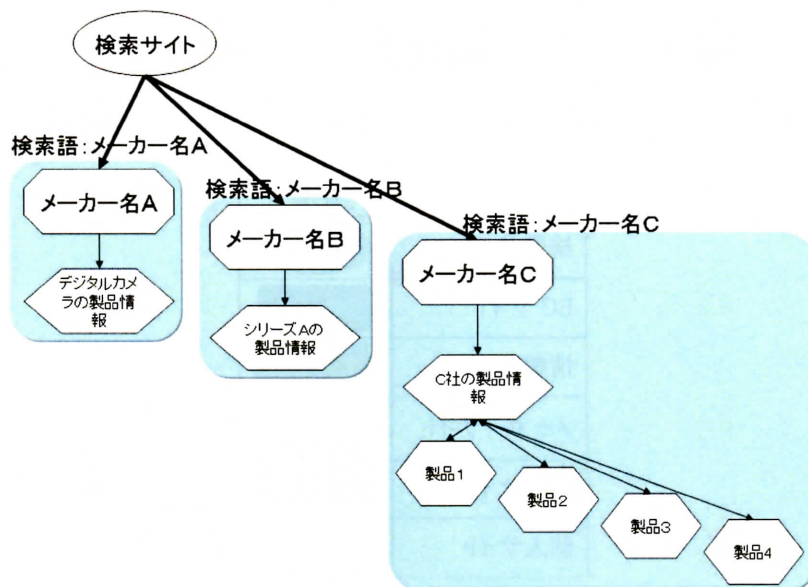 検索サイト
検索語:メーカー名A
メーカー名A
デジタルカメ
ラの製品情
報
検索語:メーカー名B
メーカー名B
シリーズAの
製品情報
検索語:メーカー名C
メーカー名C
C社の製品情
報
製品1
製品2
製品3
製品4